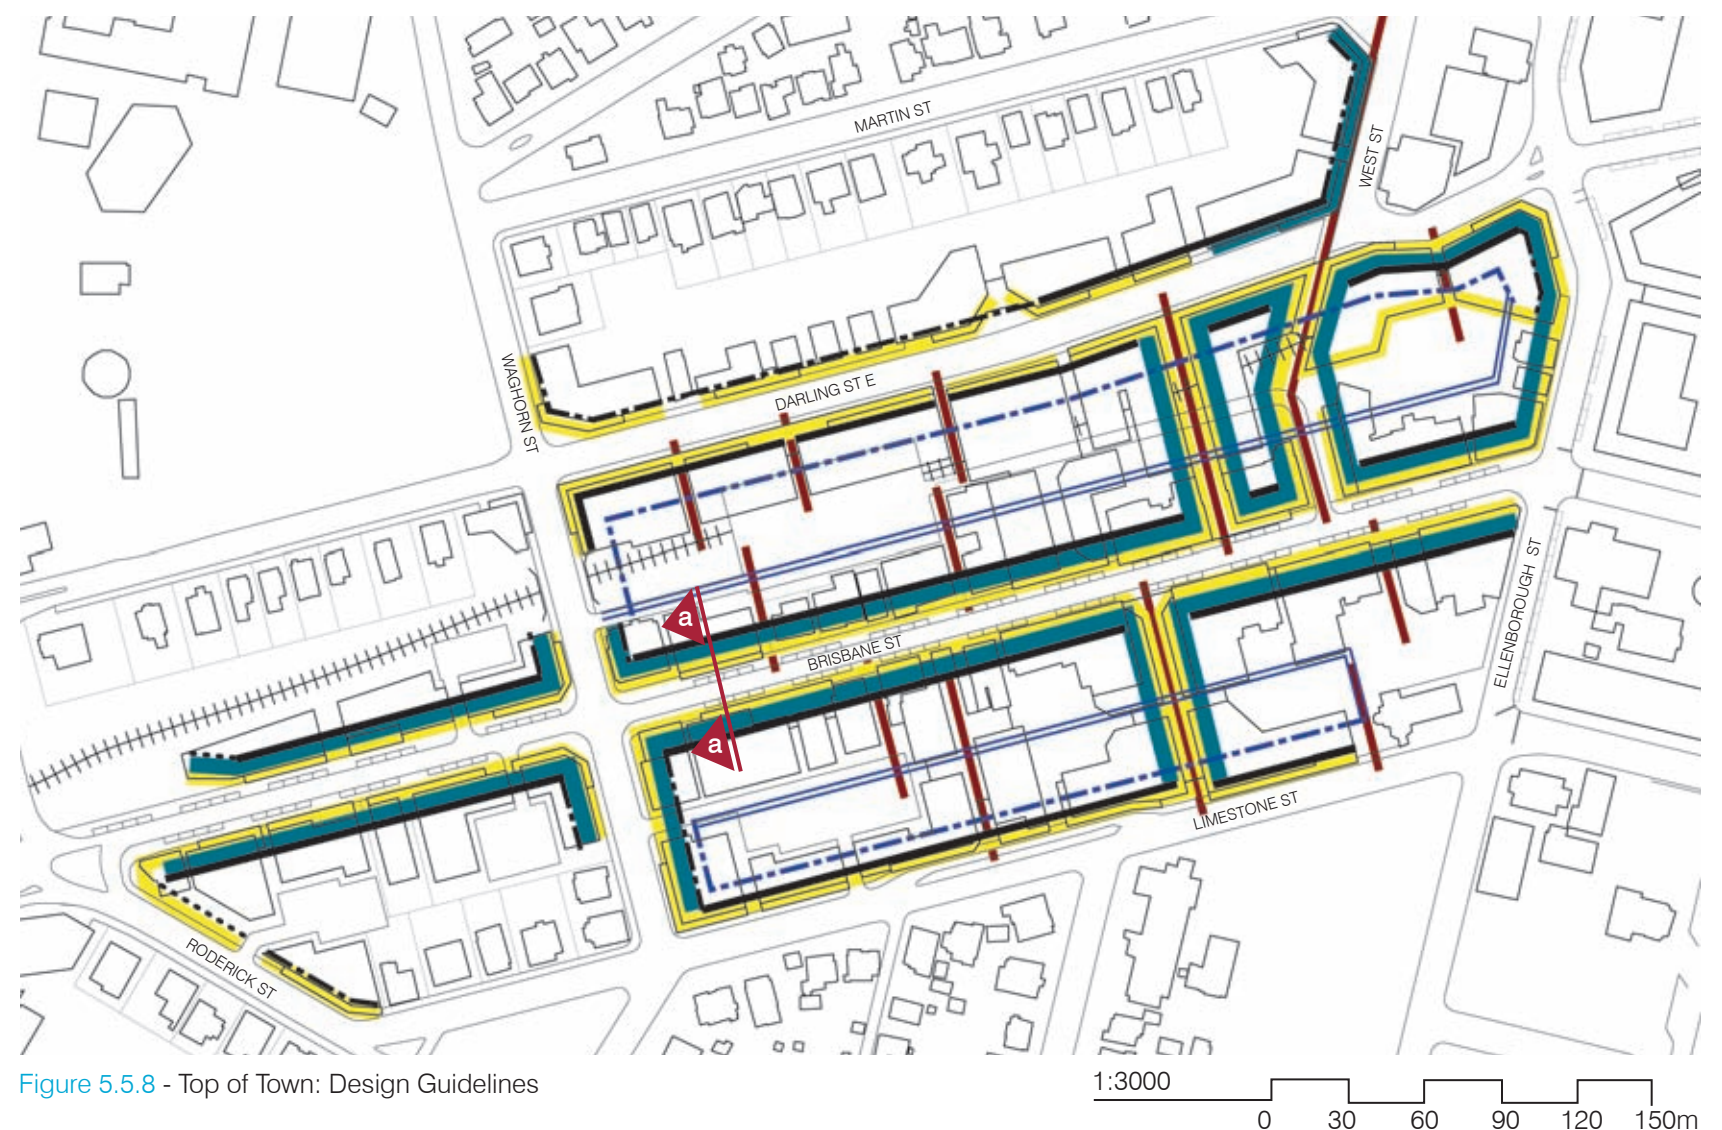 MARTIN ST
WEST ST
WAGHORN ST
DARLING ST E
a
BRISBANE ST
ELLENBOROUGH ST
a
LIMESTONE ST
RODERICK ST
Figure 5.5.8 - Top of Town: Design Guidelines
1:3000
0 30 60 90 120 150m